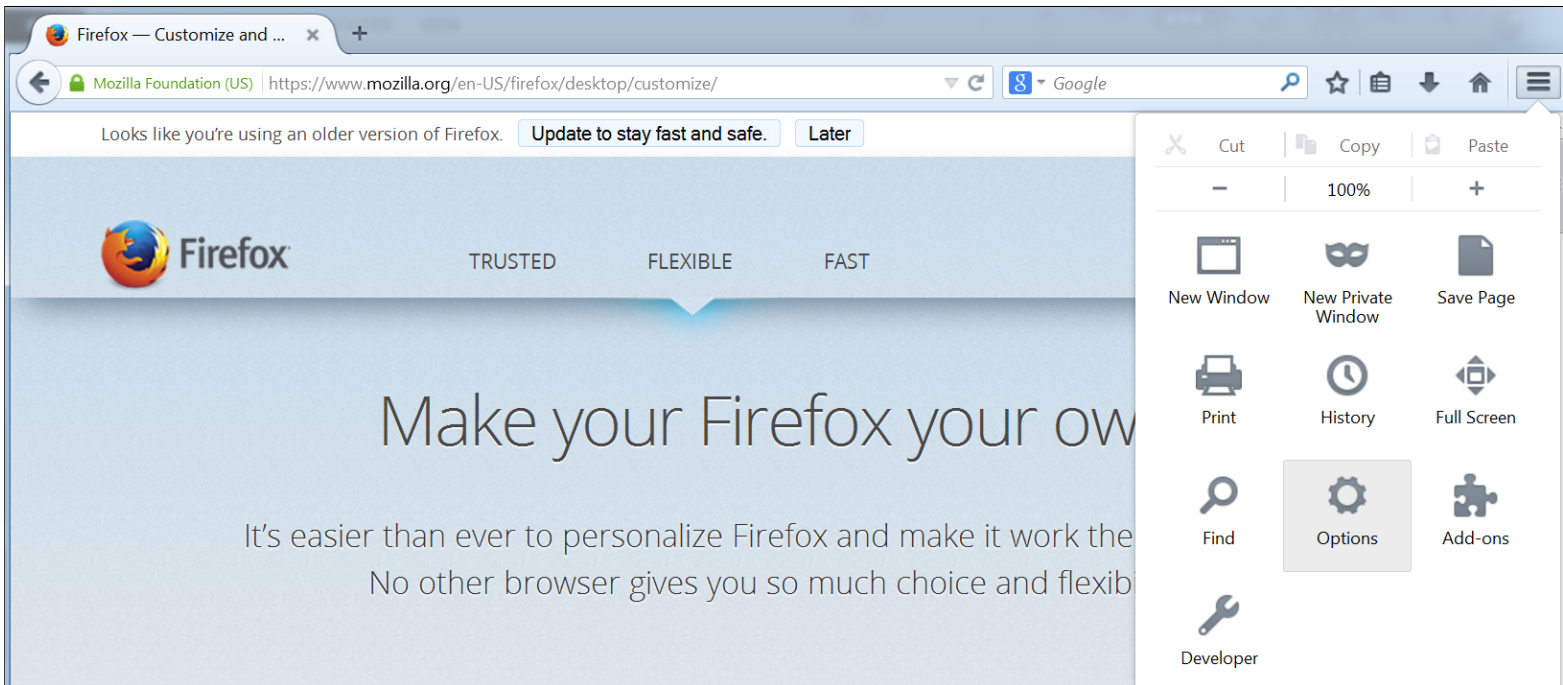 Firefox — Customize and ...
Mozilla Foundation (US) https://www.mozilla.org/en-US/firefox/desktop/customize/
8 Google
Looks like you're using an older version of Firefox. Update to stay fast and safe. Later
Firefox
TRUSTED FLEXIBLE FAST
Make your Firefox your ow
It's easier than ever to personalize Firefox and make it work the
No other browser gives you so much choice and flexibi
Cut Copy Paste
− 100% +
New Window
New Private
Window
Save Page
Print History Full Screen
Find Options Add-ons
Developer